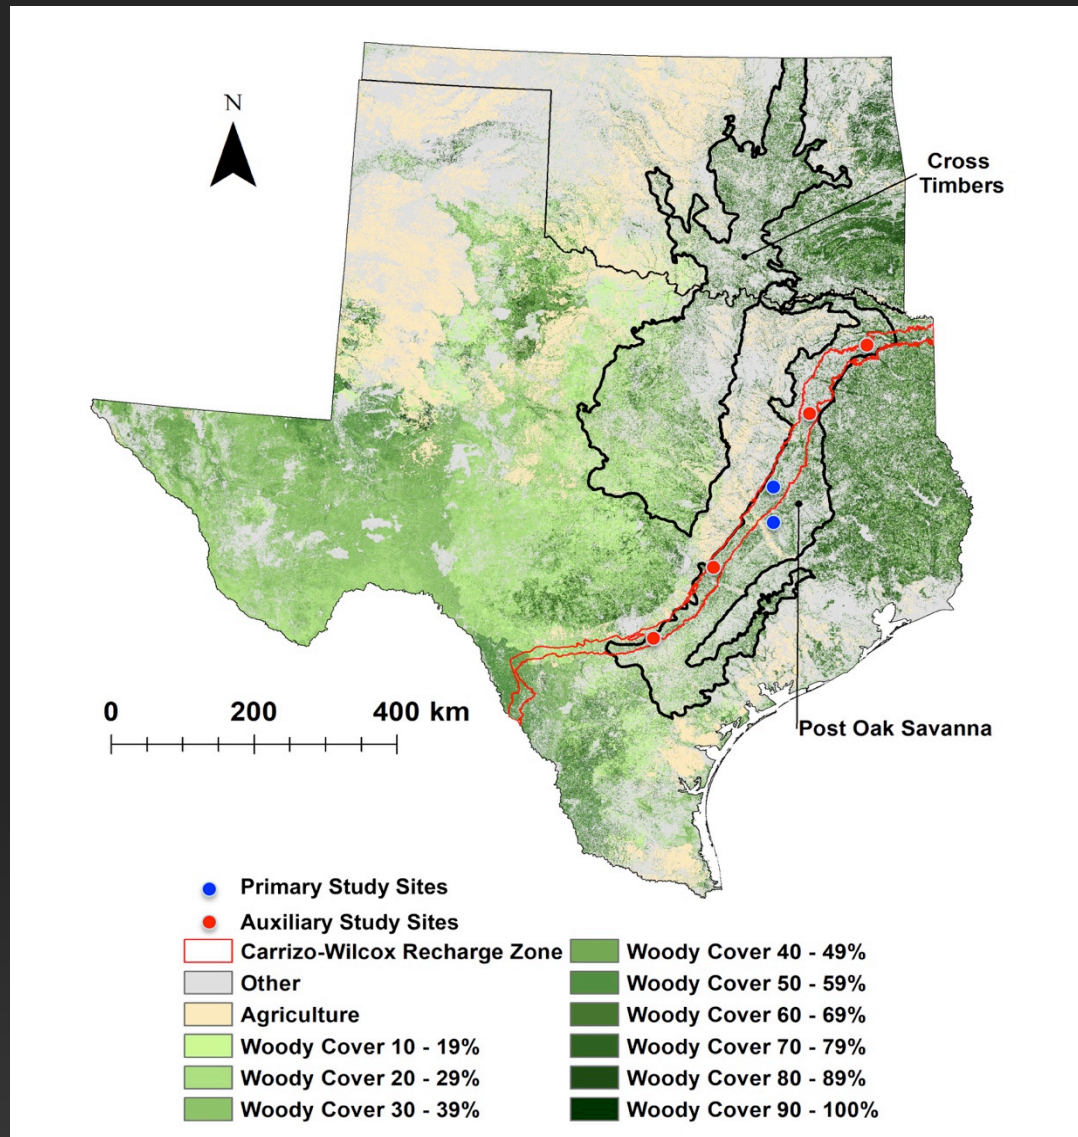 N
Cross
Timbers
Post Oak Savanna
0 200 400 km
Primary Study Sites
Auxiliary Study Sites
Carrizo-Wilcox Recharge Zone
Other
Agriculture
Woody Cover 10 - 19%
Woody Cover 20 - 29%
Woody Cover 30 - 39%
Woody Cover 40 - 49%
Woody Cover 50 - 59%
Woody Cover 60 - 69%
Woody Cover 70 - 79%
Woody Cover 80 - 89%
Woody Cover 90 - 100%